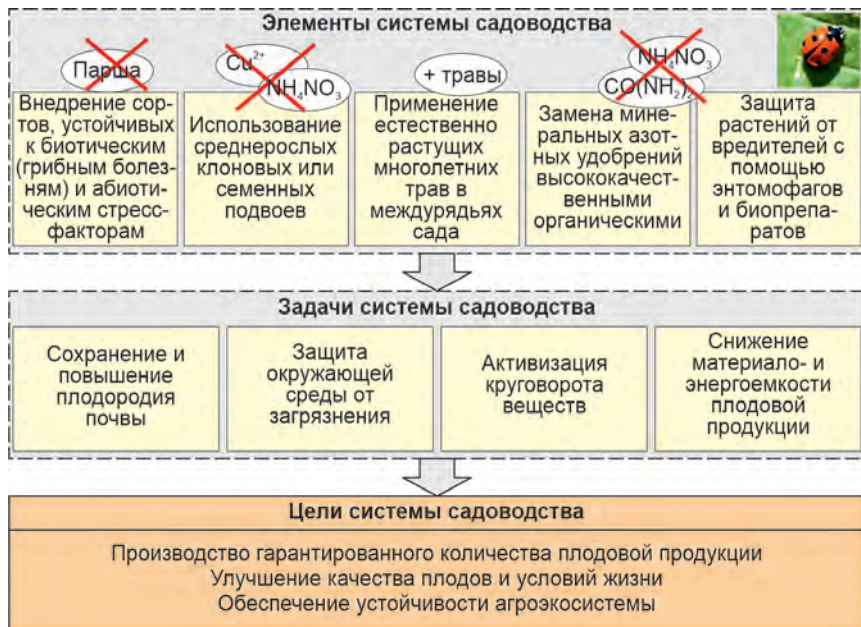 Элементы системы садоводства
Парша
Cu²⁺
NH₄NO₃
+ травы
NH₄NO₃
CO(NH₂)₂
Внедрение сор-
тов, устойчивых
к биотическим
(грибным болез-
ням) и абиоти-
ческим стресс-
факторам
Использование
среднерослых
клоновых или
семенных
подвоев
Применение
естественно
растущих
многолетних
трав в
междурядьях
сада
Замена мине-
ральных азот-
ных удобрений
высококачест-
венными
органическими
Защита
растений от
вредителей с
помощью
энтомофагов
и биопрепа-
ратов
Задачи системы садоводства
Сохранение и
повышение
плодородия
почвы
Защита
окружающей
среды от
загрязнения
Активизация
круговорота
веществ
Снижение
материало- и
энергоемкости
плодовой
продукции
Цели системы садоводства
Производство гарантированного количества плодовой продукции
Улучшение качества плодов и условий жизни
Обеспечение устойчивости агроэкосистемы